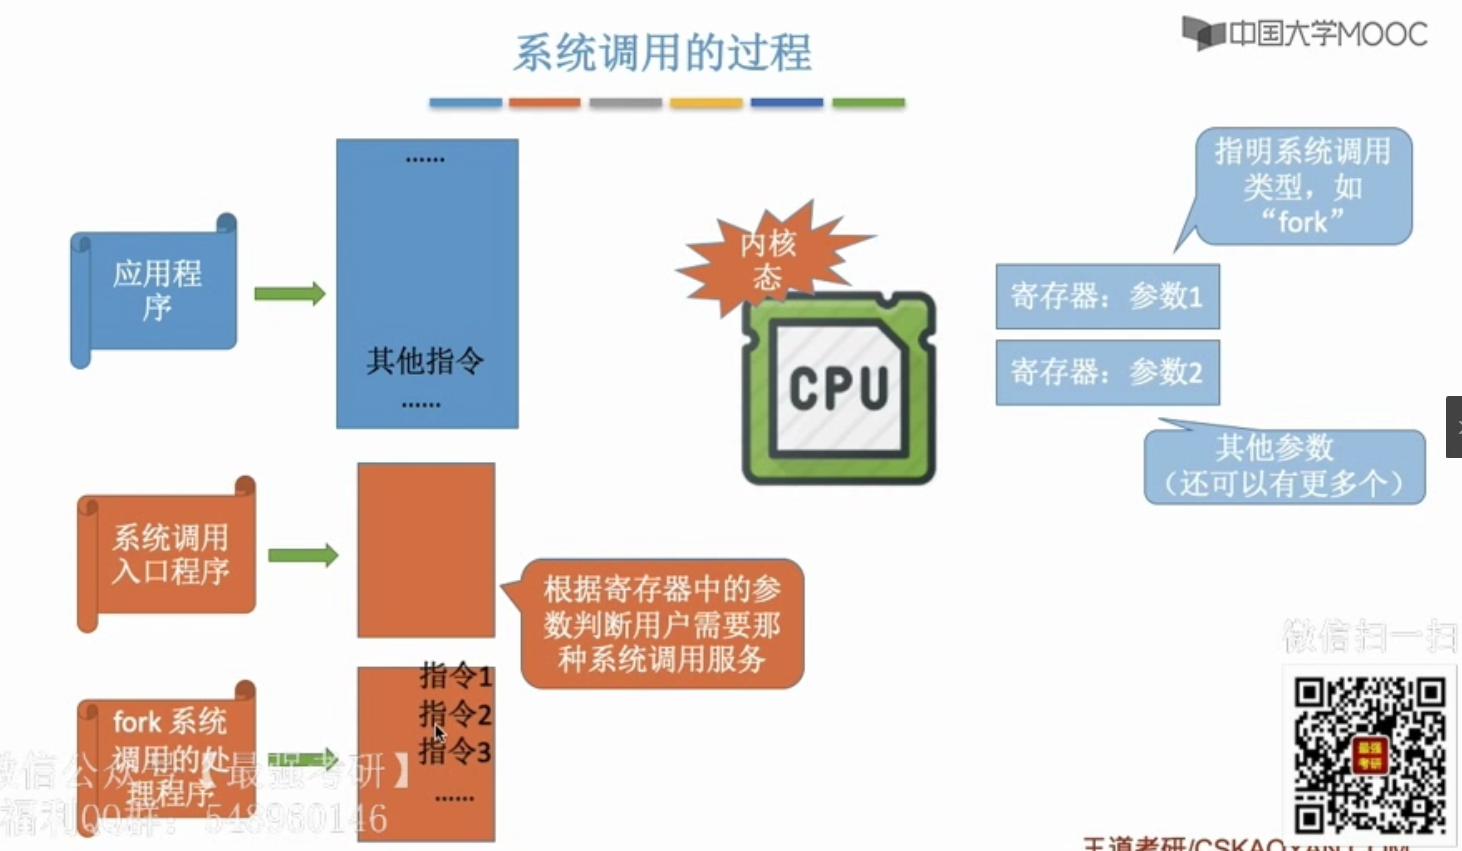 系统调用的过程
中国大学MOOC
......
应用程
序
其他指令
......
内核
态
CPU
指明系统调用
类型，如
“fork”
寄存器：参数1
寄存器：参数2
其他参数
（还可以有更多个）
系统调用
入口程序
根据寄存器中的参
数判断用户需要那
种系统调用服务
fork 系统
调用的处
理程序
指令1
指令2
指令3
......
微信公众号【最强考研】
福利QQ群：548980146
微信扫一扫
最强
考研
王道考研/CSKAOYAN.COM